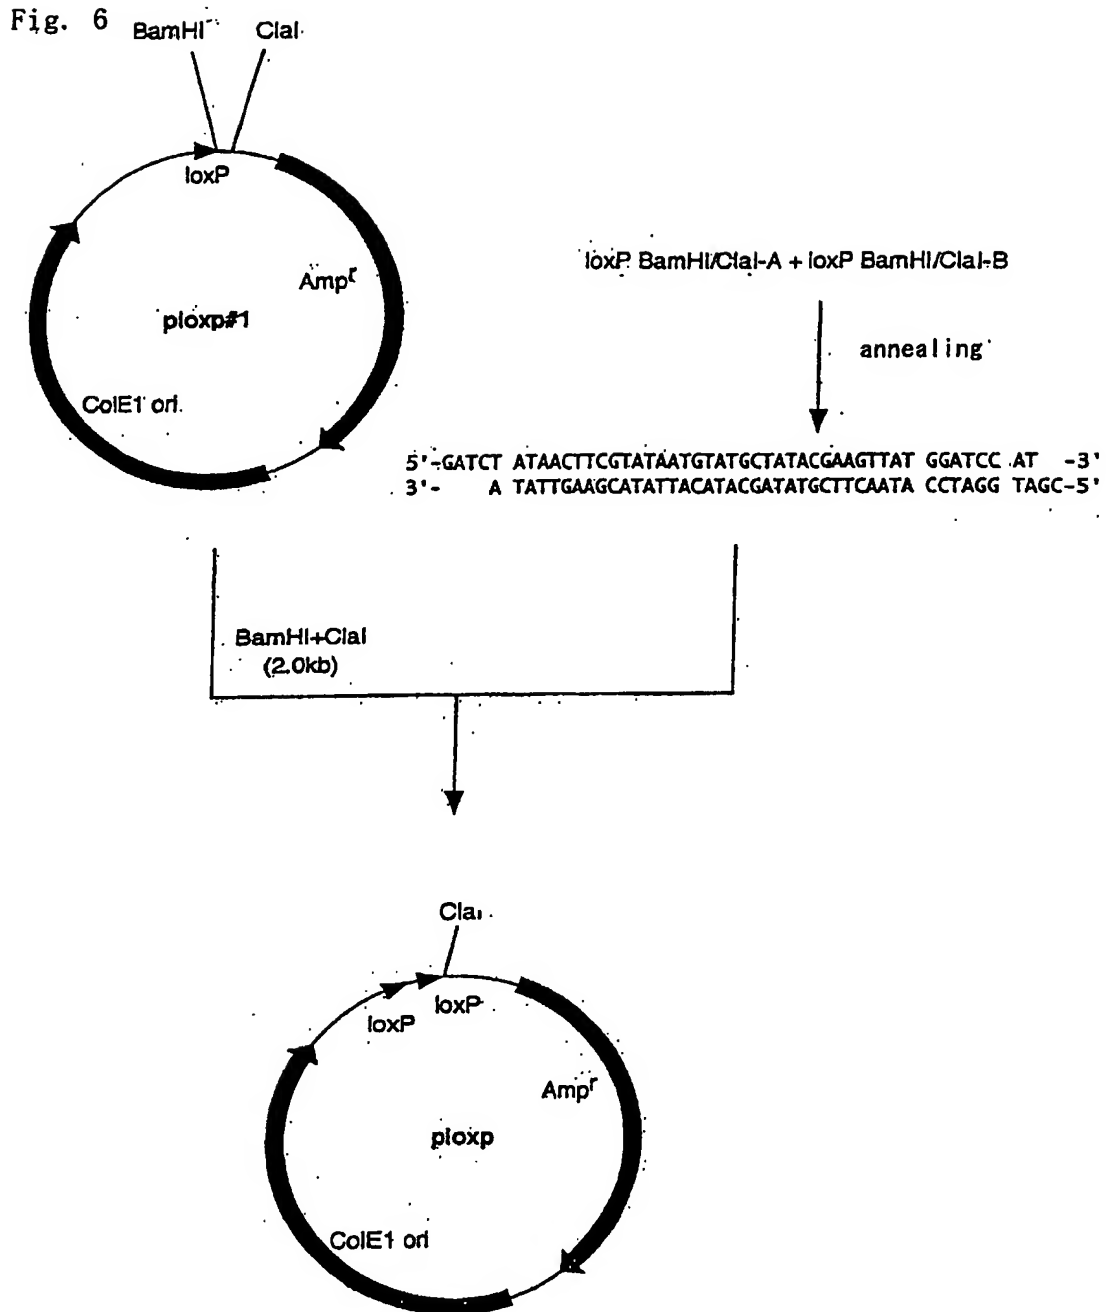 Fig. 6
BamHI ClaI
loxP
Amp^r
ploxp#1
ColE1 ori
loxP BamHI/ClaI-A + loxP BamHI/ClaI-B
annealing
5'-GATCT ATAACTTCGTATAATGTATGCTATACGAAGTTAT GGATCC AT -3'
3'- A TATTGAAGCATATTACATACGATATGCTTCAATA CCTAGG TAGC-5'
BamHI+ClaI
(2.0kb)
ClaI
loxP
loxP
Amp^r
ploxp
ColE1 ori